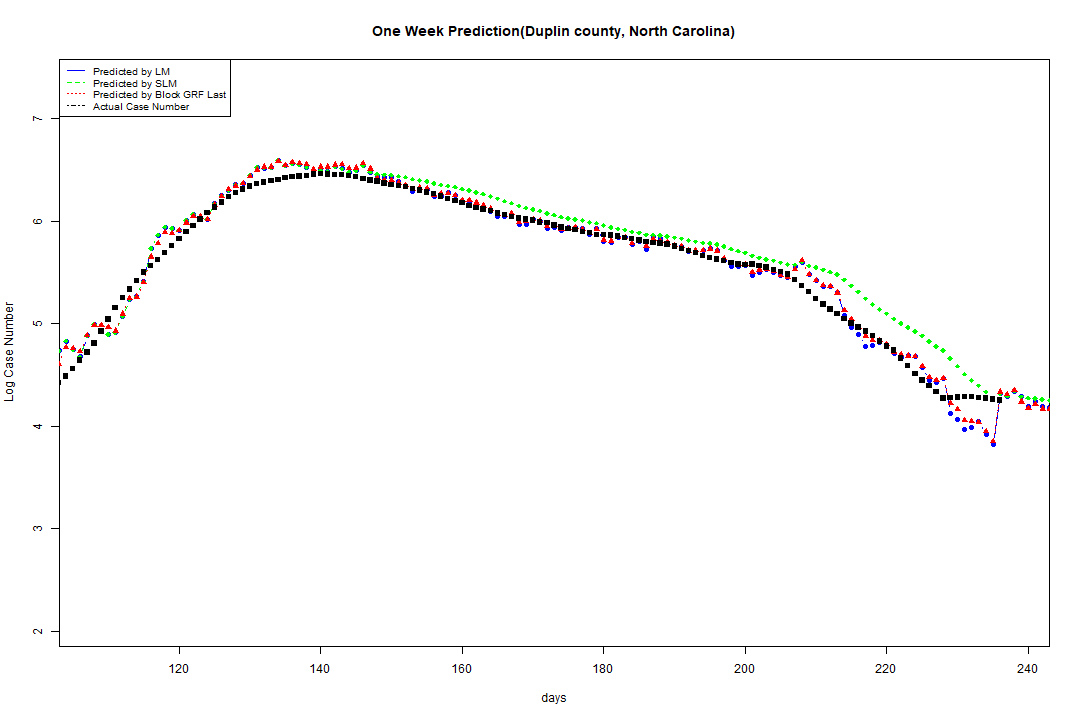 One Week Prediction(Duplin county, North Carolina)
Predicted by LM
Predicted by SLM
Predicted by Block GRF Last
Actual Case Number
7
6
5
4
3
2
Log Case Number
120 140 160 180 200 220 240
days